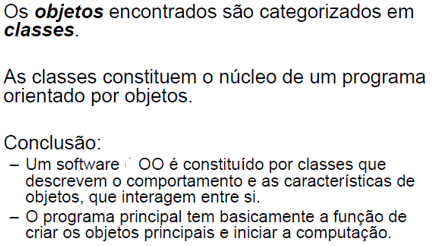 Os objetos encontrados são categorizados em
classes.
As classes constituem o núcleo de um programa
orientado por objetos.
Conclusão:
– Um software OO é constituído por classes que
descrevem o comportamento e as características de
objetos, que interagem entre si.
– O programa principal tem basicamente a função de
criar os objetos principais e iniciar a computação.